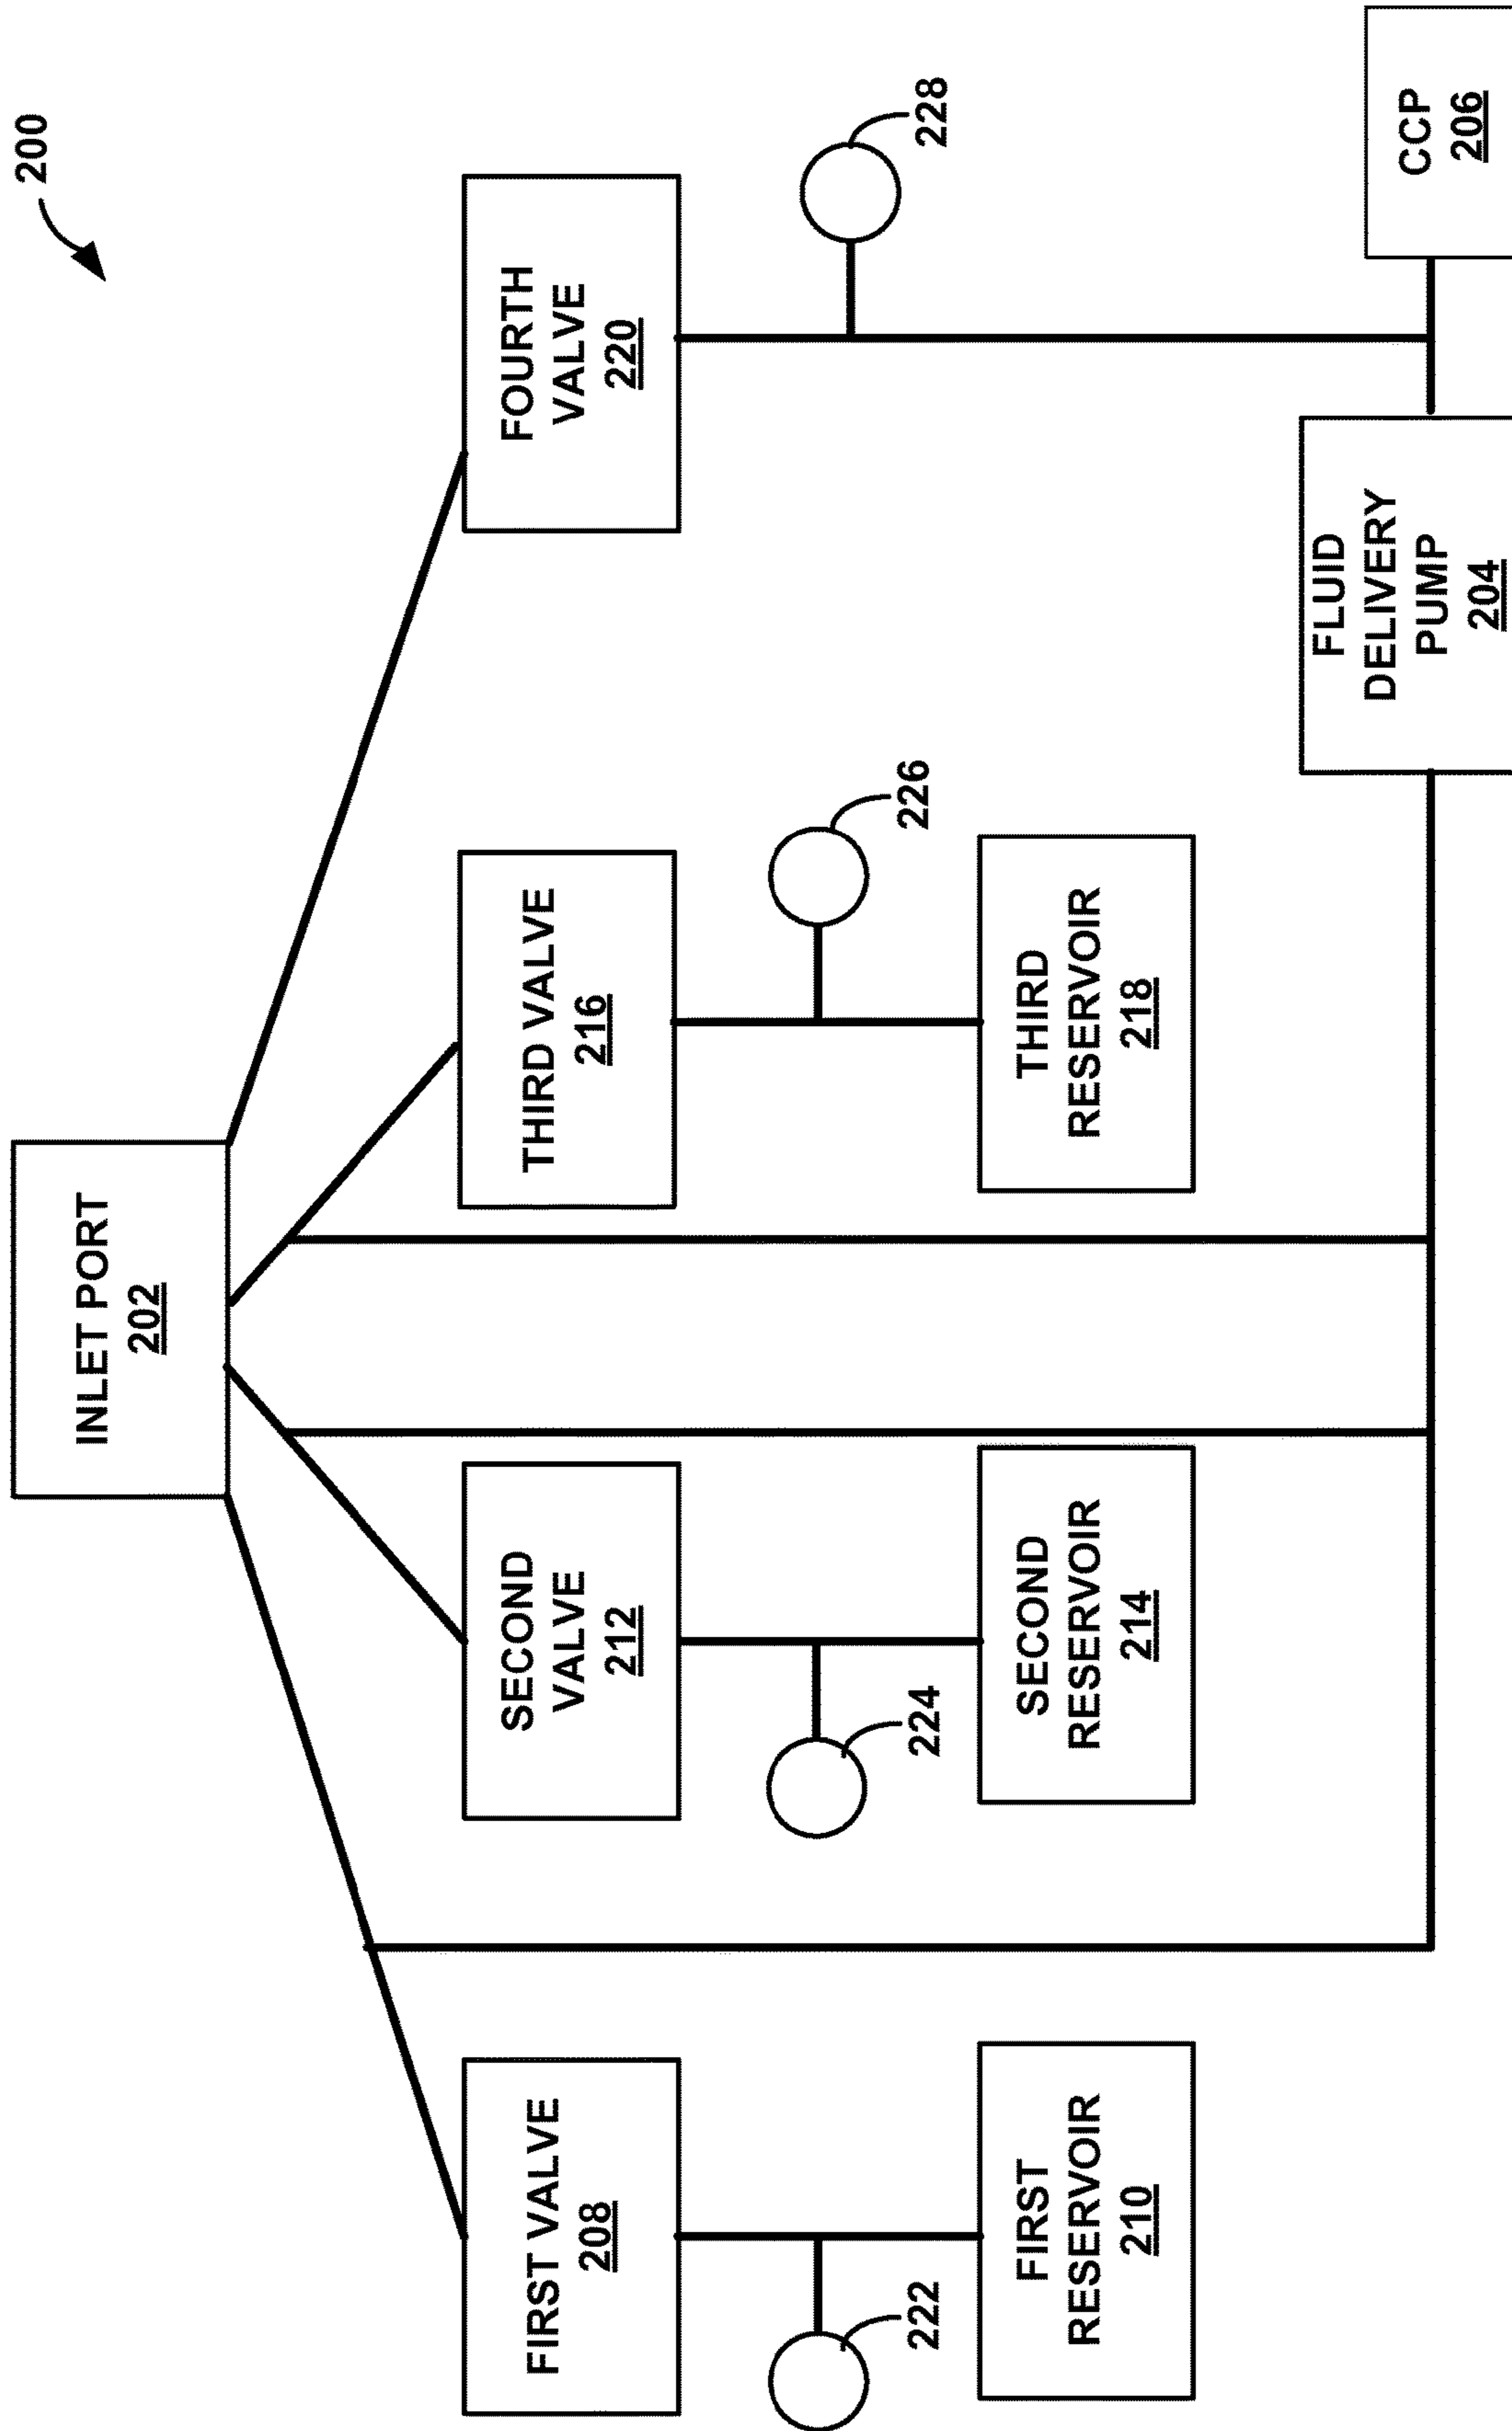 200
INLET PORT
202
FIRST VALVE
208
SECOND
VALVE
212
THIRD VALVE
216
FOURTH
VALVE
220
222
224
226
228
FIRST
RESERVOIR
210
SECOND
RESERVOIR
214
THIRD
RESERVOIR
218
FLUID
DELIVERY
PUMP
204
CCP
206